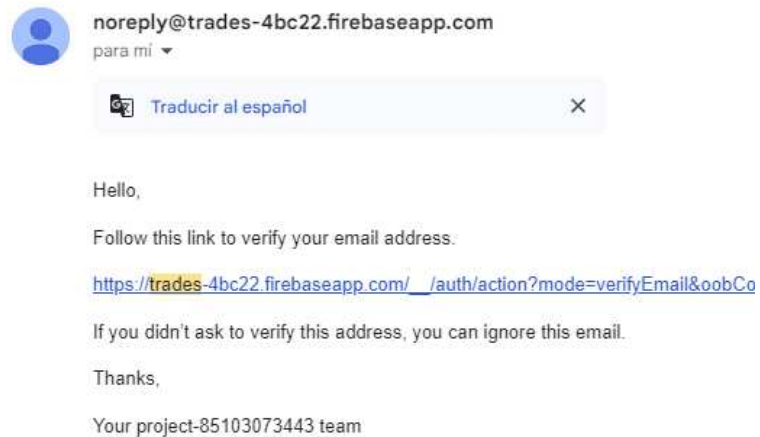 noreply@trades-4bc22.firebaseapp.com
para mí
Traducir al español
Hello,
Follow this link to verify your email address.
https://trades-4bc22.firebaseapp.com/__/auth/action?mode=verifyEmail&oobCo
If you didn't ask to verify this address, you can ignore this email.
Thanks,
Your project-85103073443 team